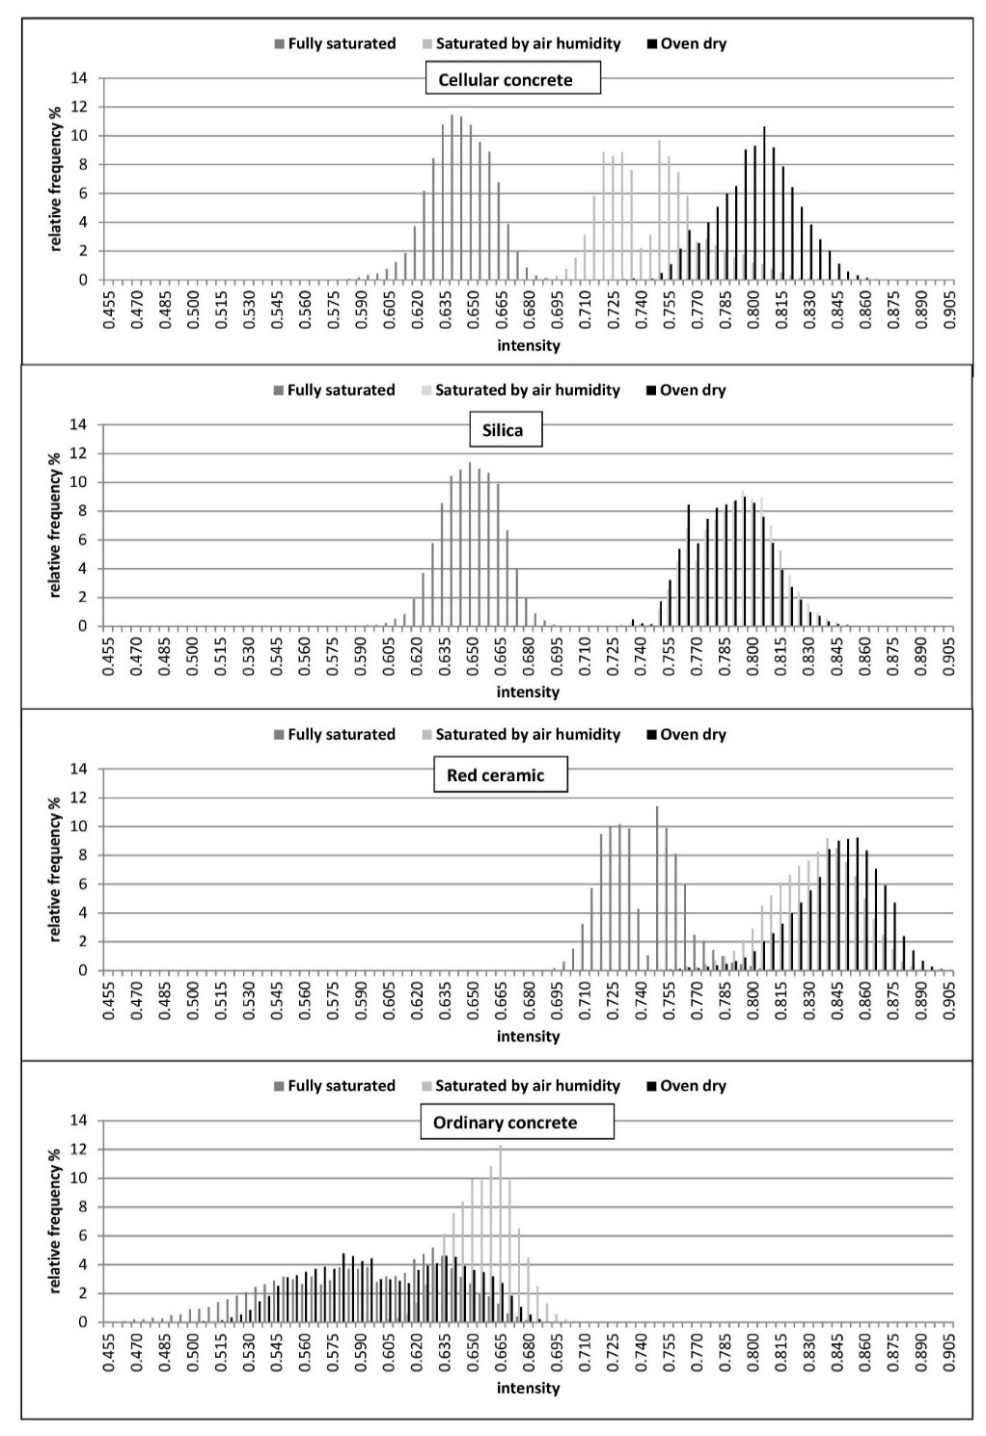 ■ Fully saturated ■ Saturated by air humidity ■ Oven dry
Cellular concrete
relative frequency %
14
12
10
8
6
4
2
0
0.455 0.470 0.485 0.500 0.515 0.530 0.545 0.560 0.575 0.590 0.605 0.620 0.635 0.650 0.665 0.680 0.695 0.710 0.725 0.740 0.755 0.770 0.785 0.800 0.815 0.830 0.845 0.860 0.875 0.890 0.905
intensity
■ Fully saturated ■ Saturated by air humidity ■ Oven dry
Silica
relative frequency %
14
12
10
8
6
4
2
0
0.455 0.470 0.485 0.500 0.515 0.530 0.545 0.560 0.575 0.590 0.605 0.620 0.635 0.650 0.665 0.680 0.695 0.710 0.725 0.740 0.755 0.770 0.785 0.800 0.815 0.830 0.845 0.860 0.875 0.890 0.905
intensity
■ Fully saturated ■ Saturated by air humidity ■ Oven dry
Red ceramic
relative frequency %
14
12
10
8
6
4
2
0
0.455 0.470 0.485 0.500 0.515 0.530 0.545 0.560 0.575 0.590 0.605 0.620 0.635 0.650 0.665 0.680 0.695 0.710 0.725 0.740 0.755 0.770 0.785 0.800 0.815 0.830 0.845 0.860 0.875 0.890 0.905
intensity
■ Fully saturated ■ Saturated by air humidity ■ Oven dry
Ordinary concrete
relative frequency %
14
12
10
8
6
4
2
0
0.455 0.470 0.485 0.500 0.515 0.530 0.545 0.560 0.575 0.590 0.605 0.620 0.635 0.650 0.665 0.680 0.695 0.710 0.725 0.740 0.755 0.770 0.785 0.800 0.815 0.830 0.845 0.860 0.875 0.890 0.905
intensity